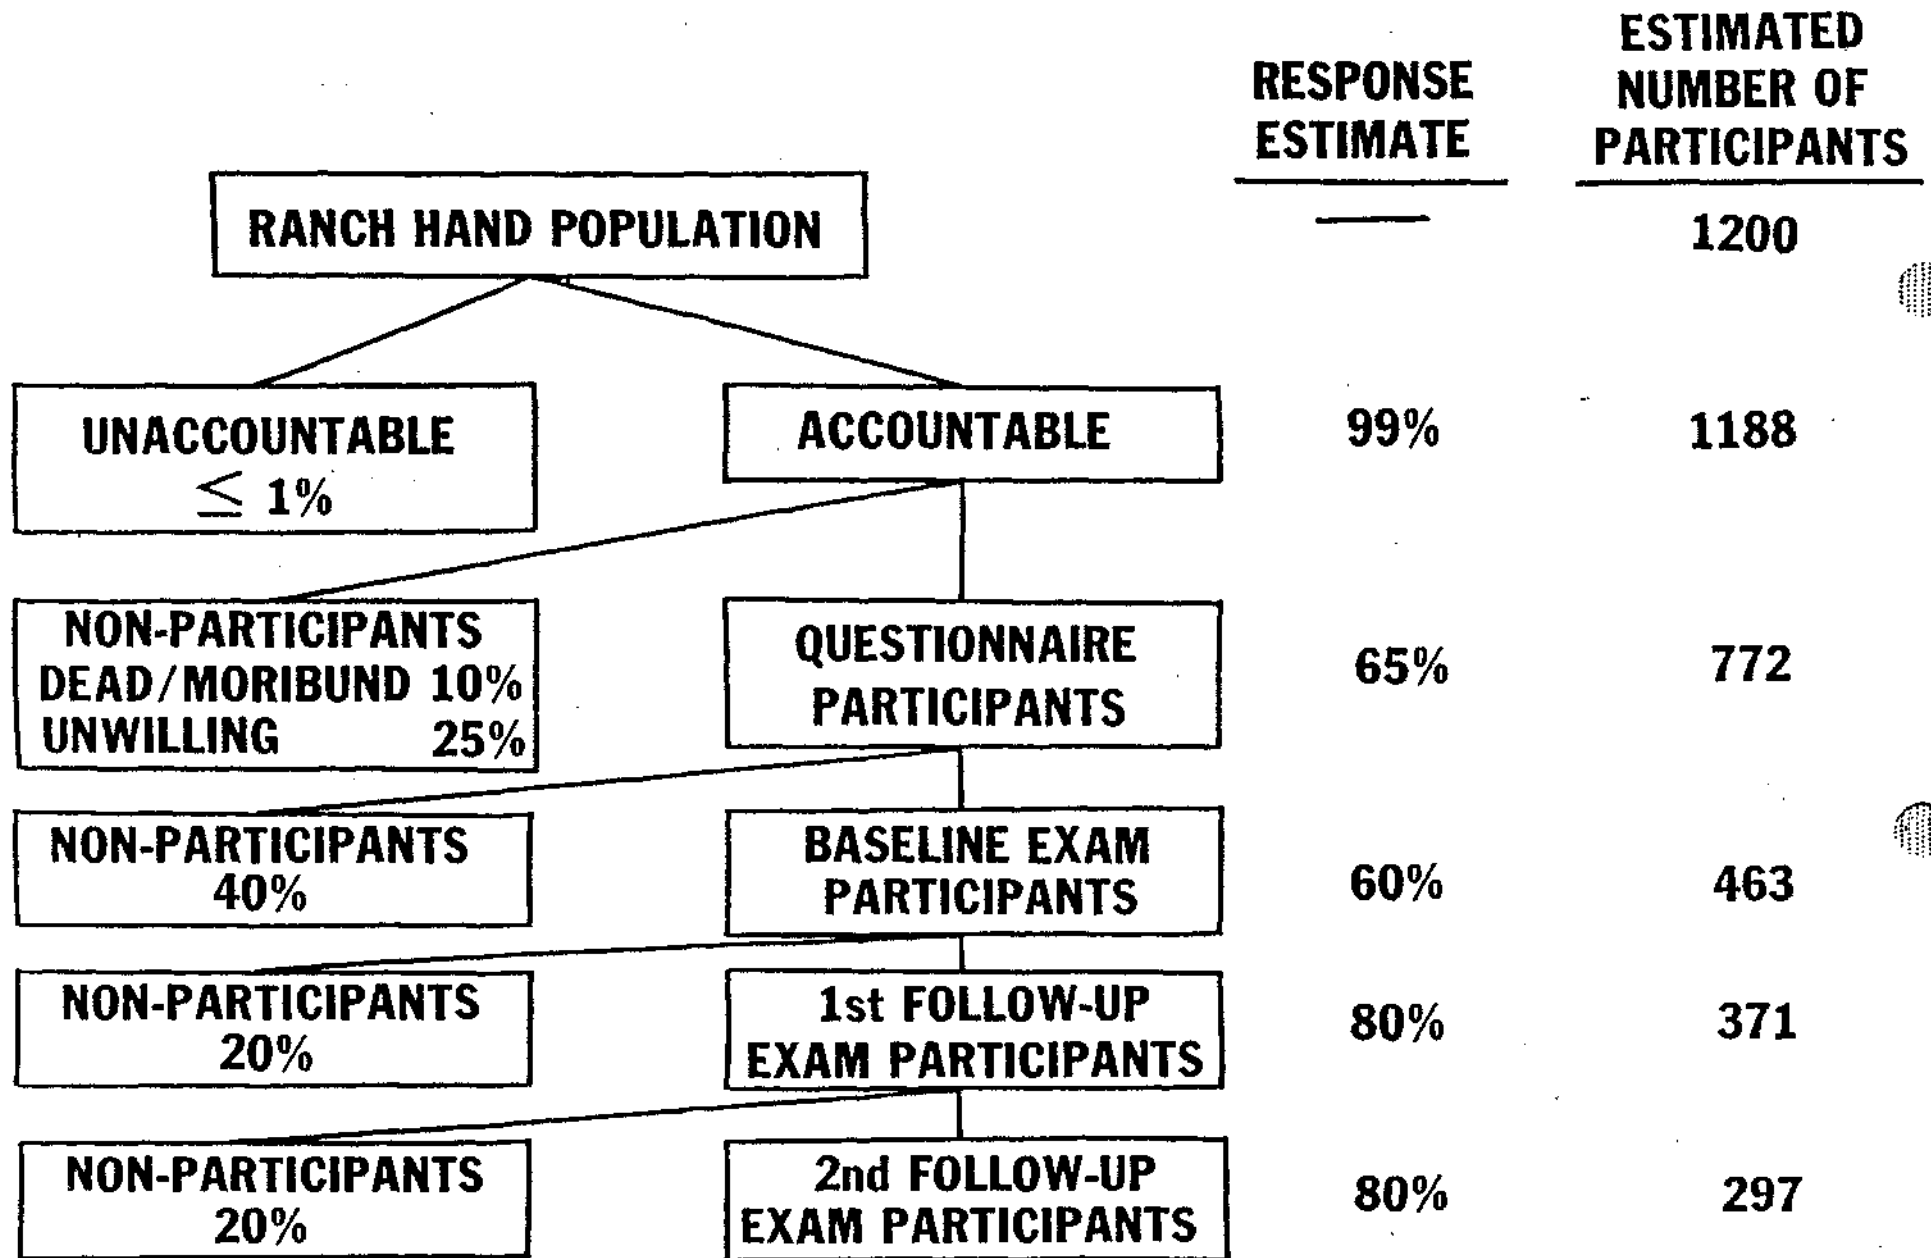 RESPONSE
ESTIMATE
ESTIMATED
NUMBER OF
PARTICIPANTS
RANCH HAND POPULATION
—
1200
UNACCOUNTABLE
≤ 1%
ACCOUNTABLE
99%
1188
NON-PARTICIPANTS
DEAD/MORIBUND 10%
UNWILLING 25%
QUESTIONNAIRE
PARTICIPANTS
65%
772
NON-PARTICIPANTS
40%
BASELINE EXAM
PARTICIPANTS
60%
463
NON-PARTICIPANTS
20%
1st FOLLOW-UP
EXAM PARTICIPANTS
80%
371
NON-PARTICIPANTS
20%
2nd FOLLOW-UP
EXAM PARTICIPANTS
80%
297